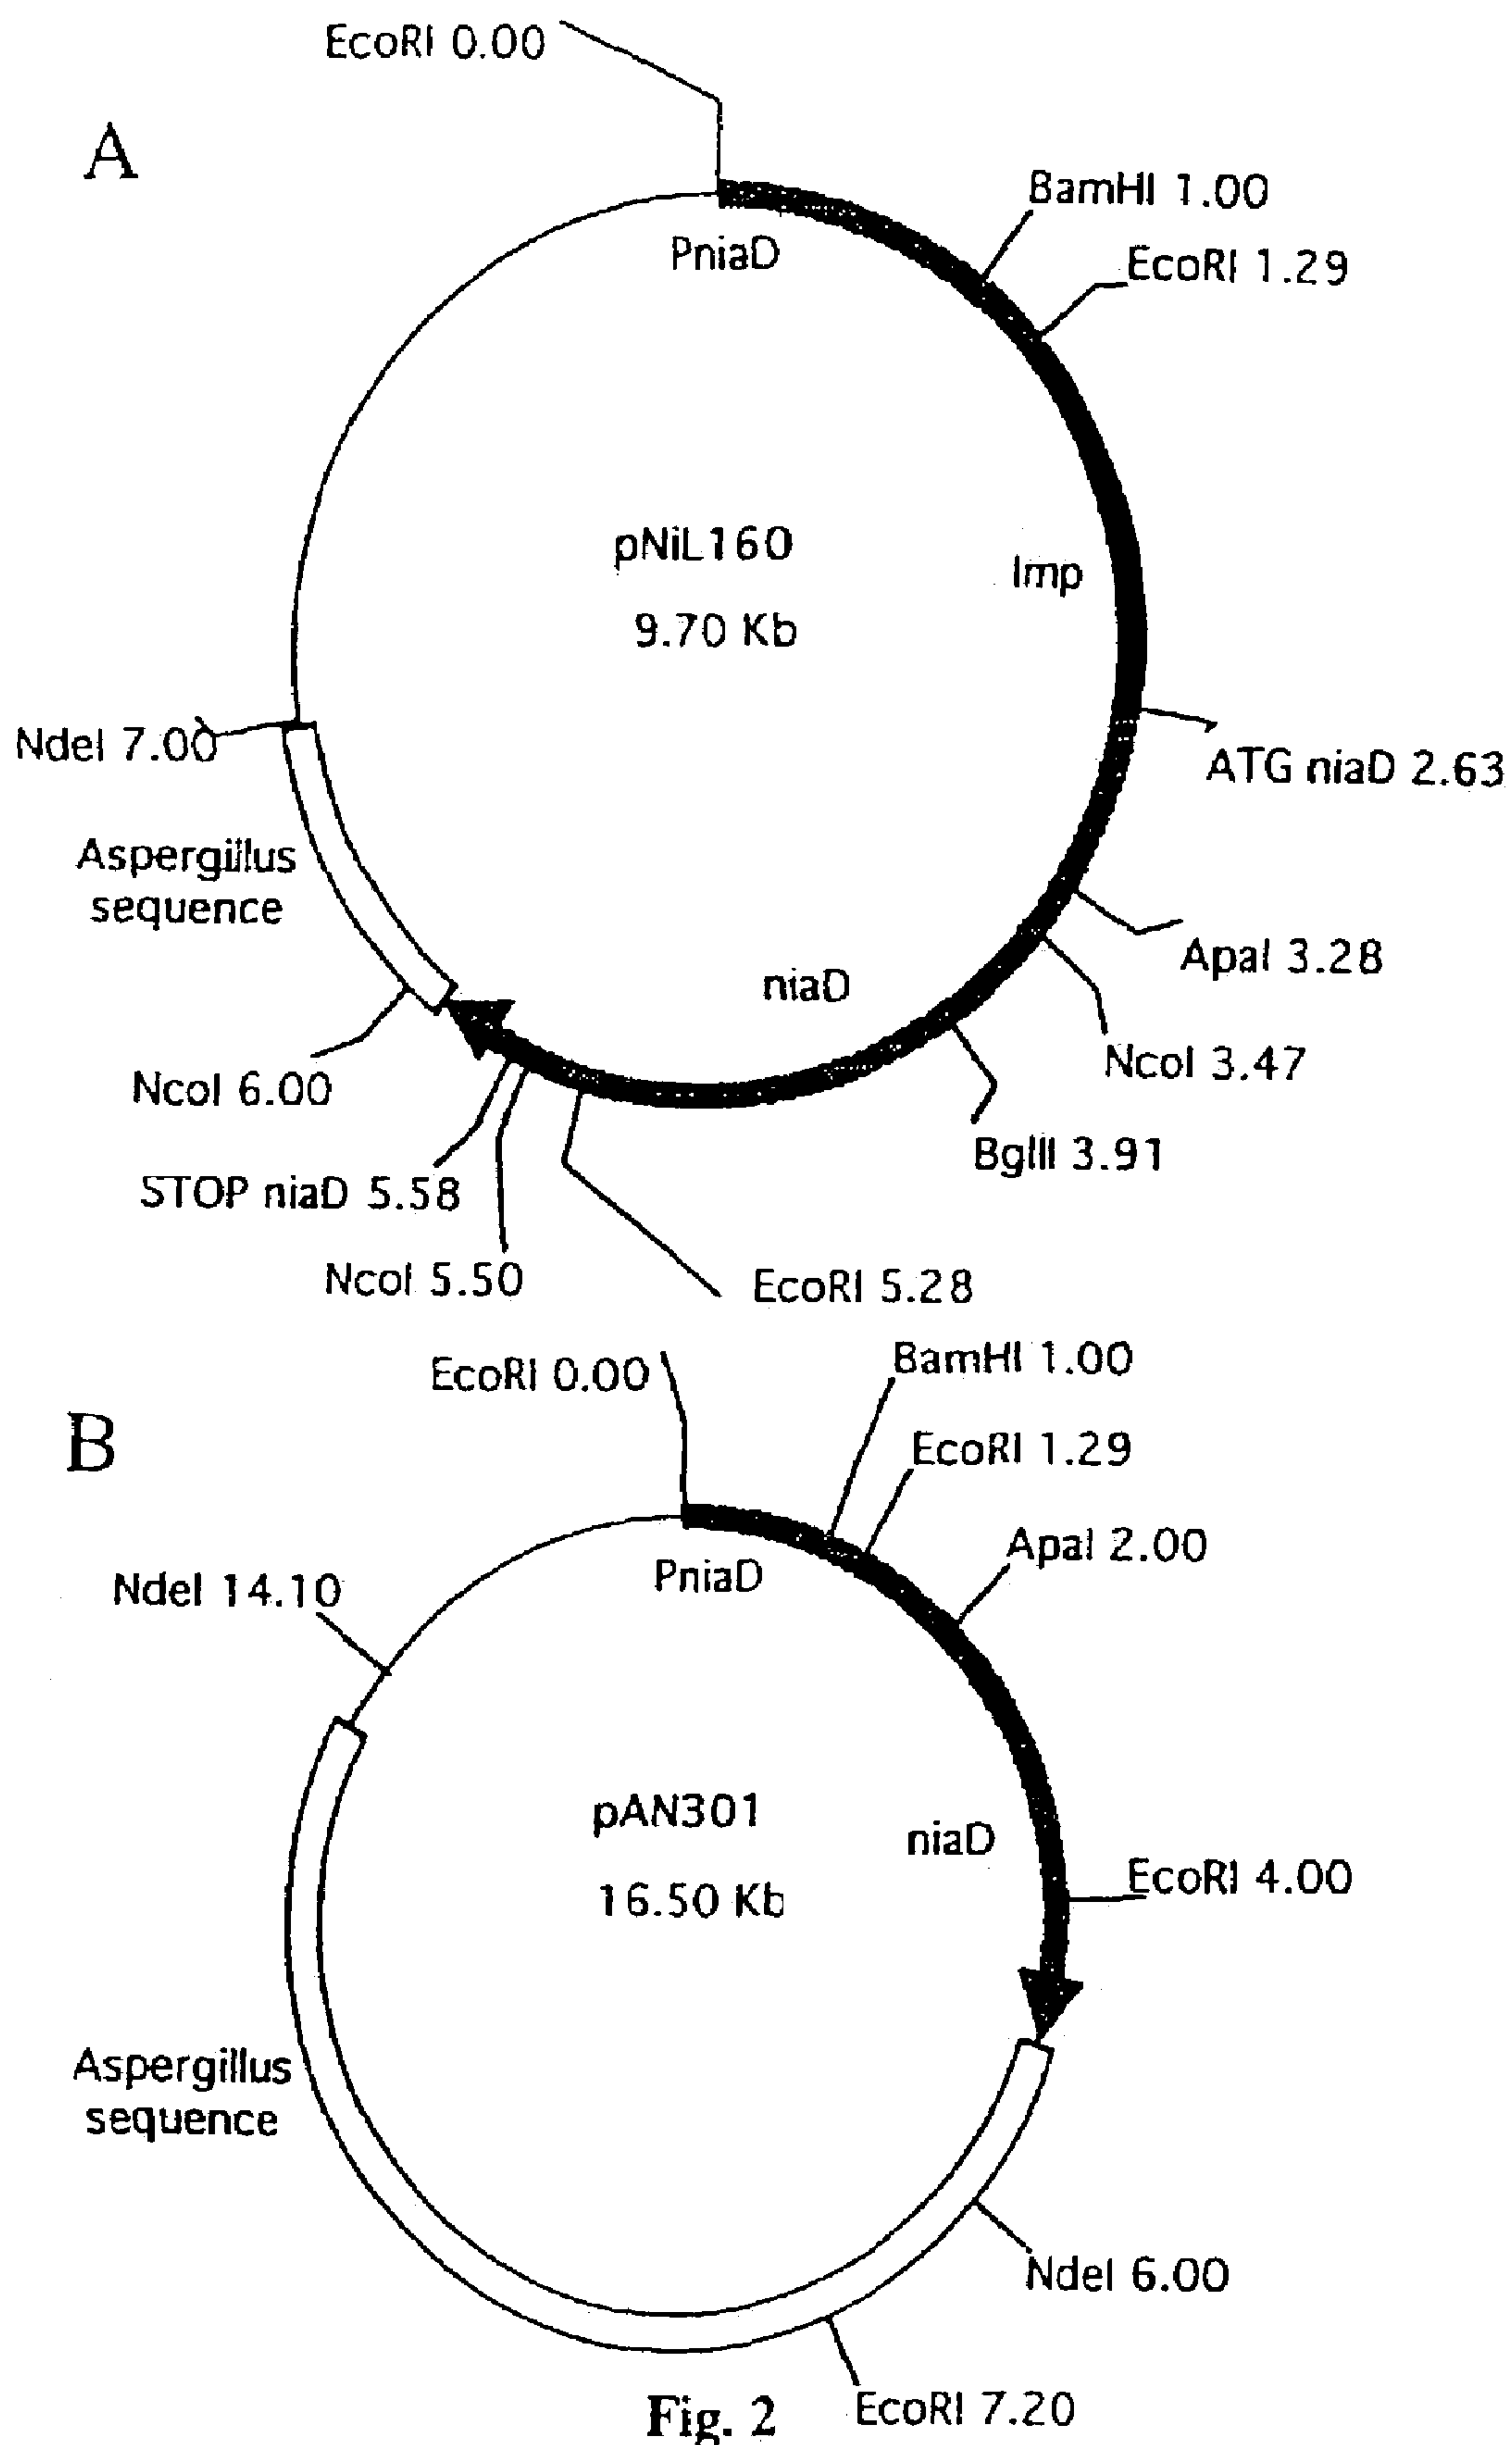 EcoRI 0.00
A
BamHI 1.00
EcoRI 1.29
PniaD
pNiL160
9.70 Kb
Imp
NdeI 7.00
ATG niaD 2.63
Aspergillus
sequence
ApaI 3.28
niaD
NcoI 3.47
NcoI 6.00
BglII 3.91
STOP niaD 5.58
NcoI 5.50
EcoRI 5.28
EcoRI 0.00
BamHI 1.00
B
EcoRI 1.29
ApaI 2.00
PniaD
NdeI 14.10
pAN301
16.50 Kb
niaD
EcoRI 4.00
Aspergillus
sequence
NdeI 6.00
EcoRI 7.20
Fig. 2